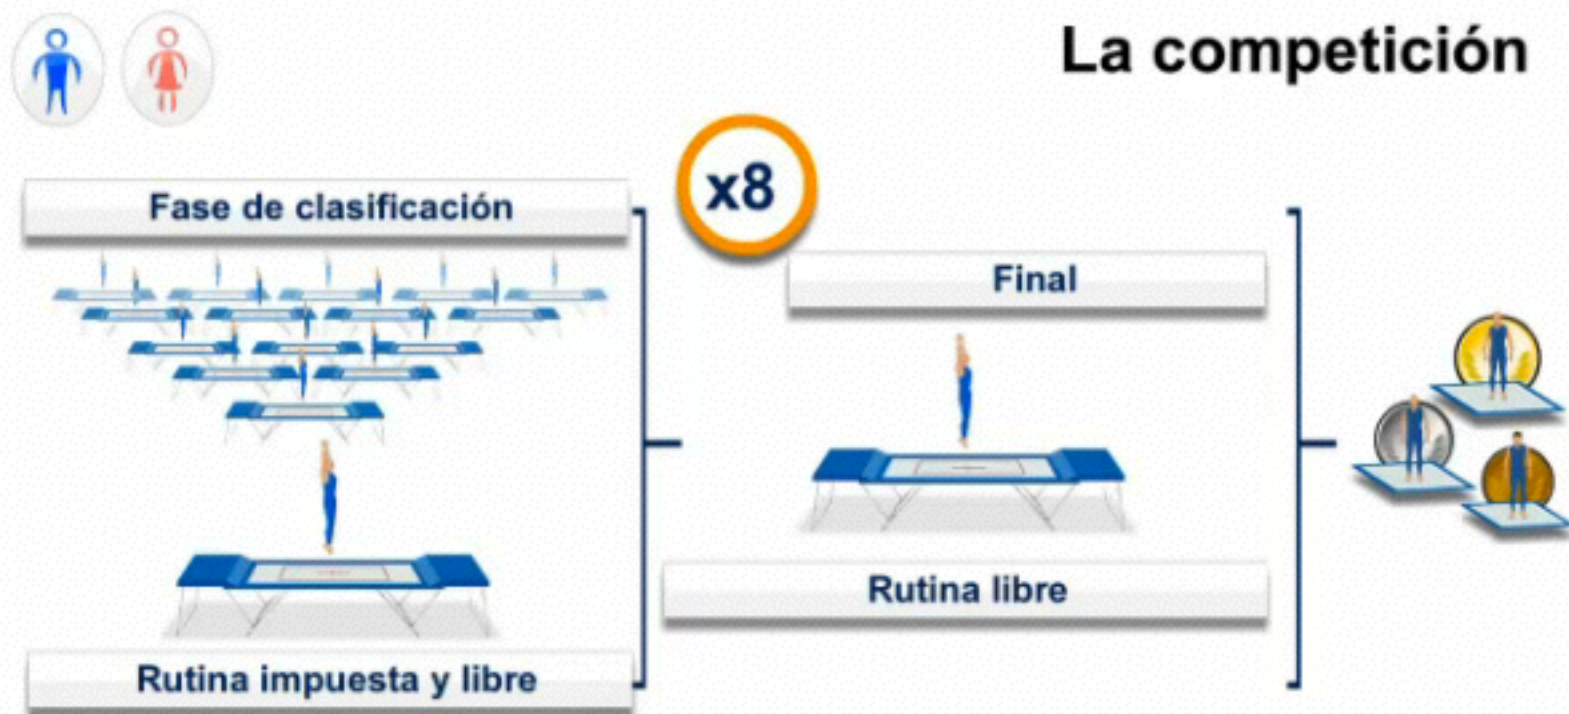 La competición
Fase de clasificación
x8
Final
Rutina libre
Rutina impuesta y libre